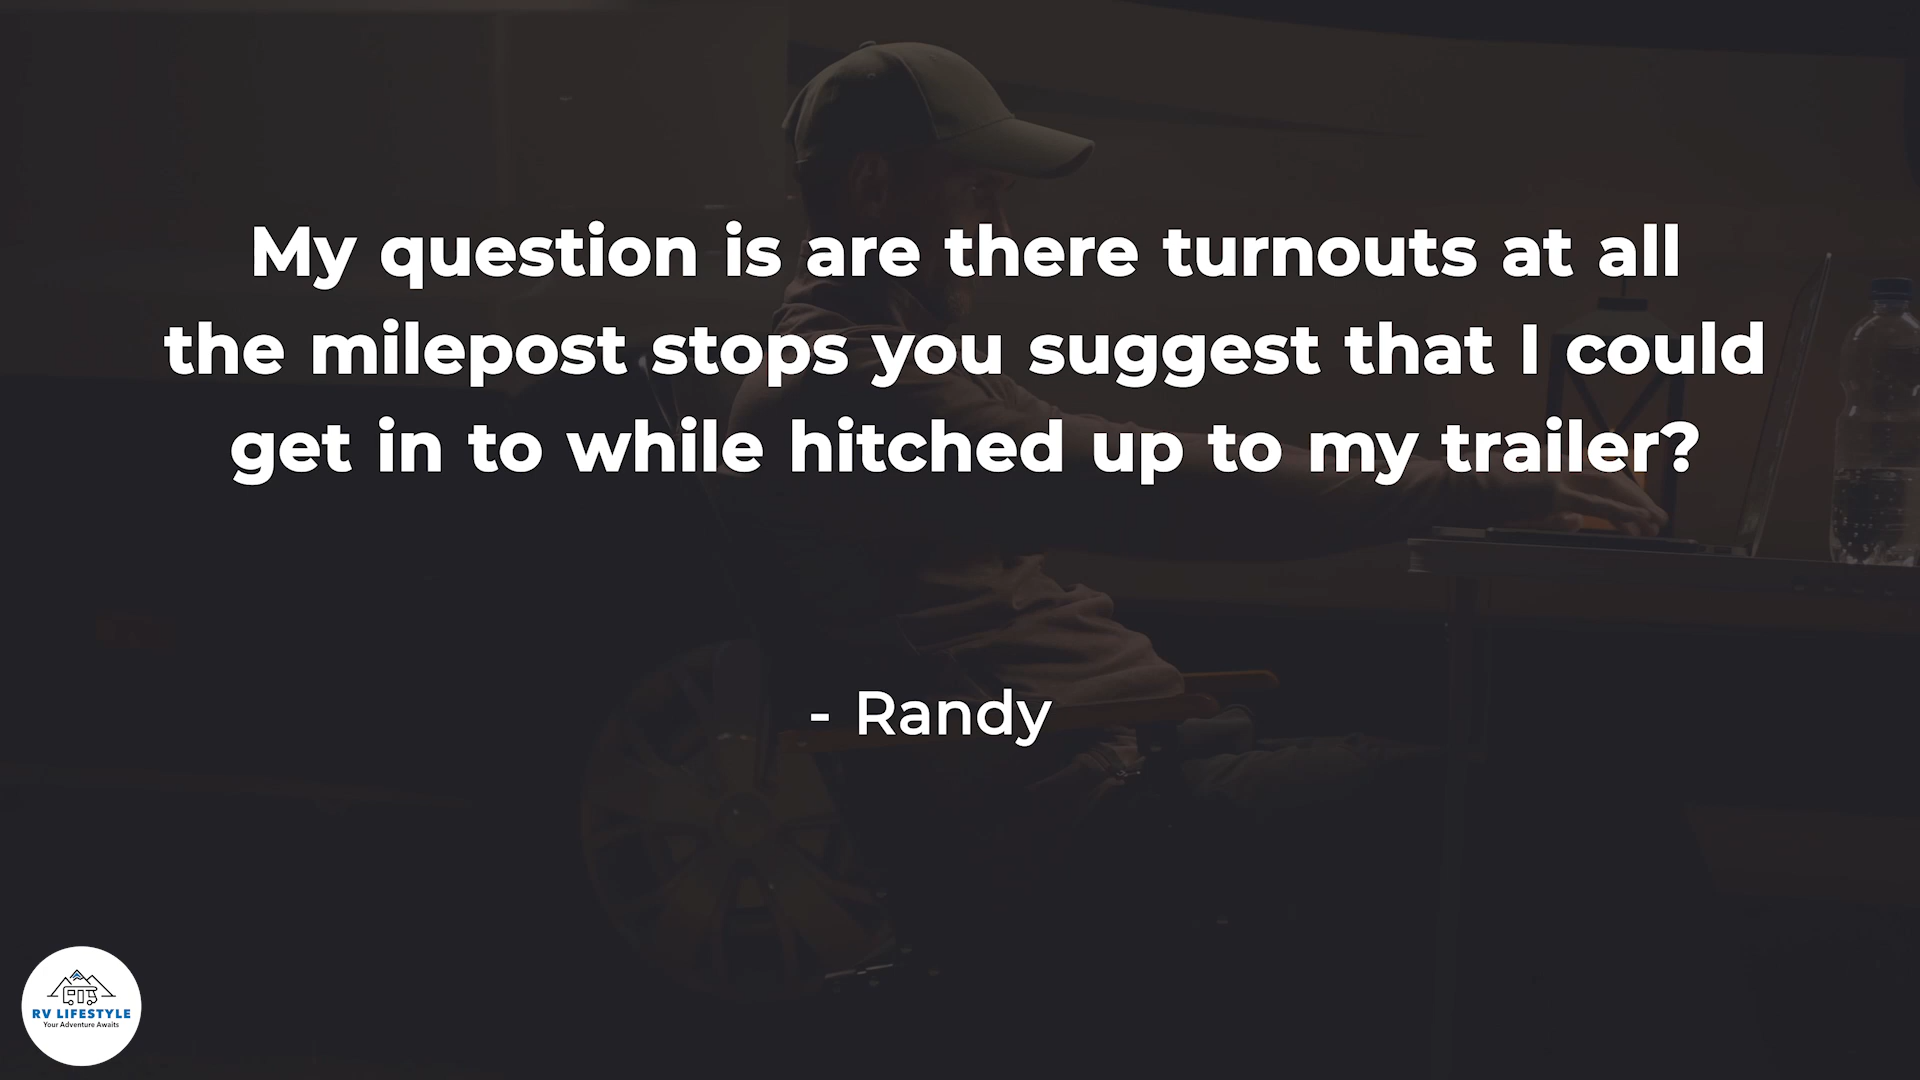 My question is are there turnouts at all
the milepost stops you suggest that I could
get in to while hitched up to my trailer?
- Randy
RV LIFESTYLE
Your Adventure Awaits